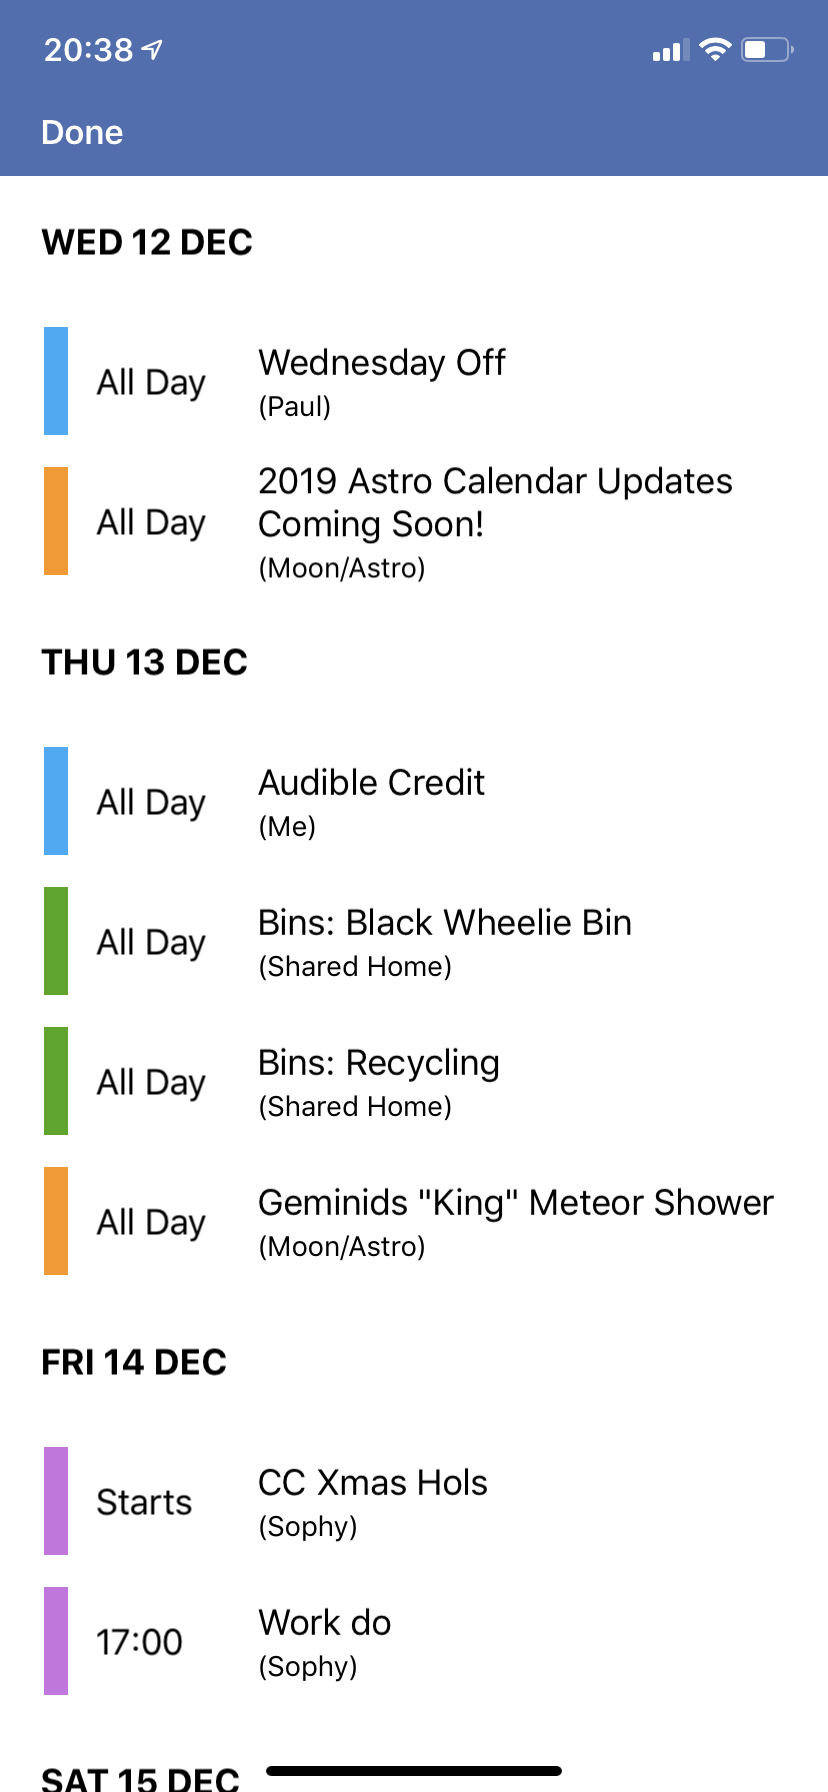 20:38
Done
WED 12 DEC
All Day
Wednesday Off
(Paul)
All Day
2019 Astro Calendar Updates
Coming Soon!
(Moon/Astro)
THU 13 DEC
All Day
Audible Credit
(Me)
All Day
Bins: Black Wheelie Bin
(Shared Home)
All Day
Bins: Recycling
(Shared Home)
All Day
Geminids "King" Meteor Shower
(Moon/Astro)
FRI 14 DEC
Starts
CC Xmas Hols
(Sophy)
17:00
Work do
(Sophy)
SAT 15 DEC